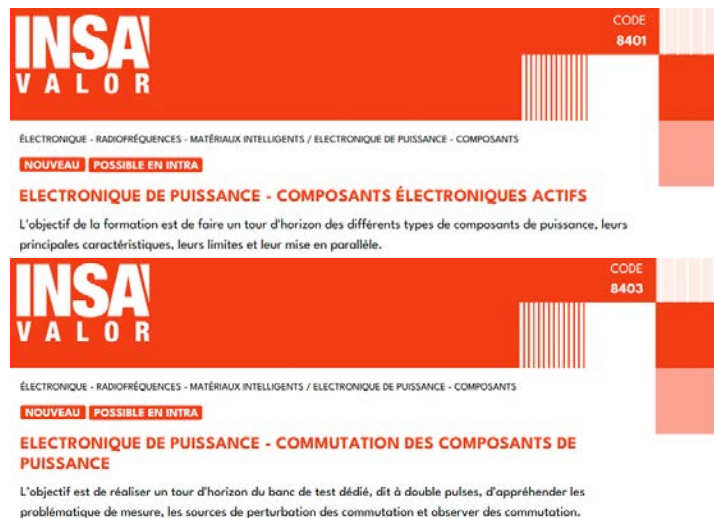 INSA
VALOR
CODE
8401
ÉLECTRONIQUE - RADIOFRÉQUENCES - MATÉRIAUX INTELLIGENTS / ELECTRONIQUE DE PUISSANCE - COMPOSANTS
NOUVEAU POSSIBLE EN INTRA
ELECTRONIQUE DE PUISSANCE - COMPOSANTS ÉLECTRONIQUES ACTIFS
L'objectif de la formation est de faire un tour d'horizon des différents types de composants de puissance, leurs
principales caractéristiques, leurs limites et leur mise en parallèle.
INSA
VALOR
CODE
8403
ÉLECTRONIQUE - RADIOFRÉQUENCES - MATÉRIAUX INTELLIGENTS / ELECTRONIQUE DE PUISSANCE - COMPOSANTS
NOUVEAU POSSIBLE EN INTRA
ELECTRONIQUE DE PUISSANCE - COMMUTATION DES COMPOSANTS DE
PUISSANCE
L'objectif est de réaliser un tour d'horizon du banc de test dédié, dit à double pulses, d'appréhender les
problématique de mesure, les sources de perturbation des commutation et observer des commutation.